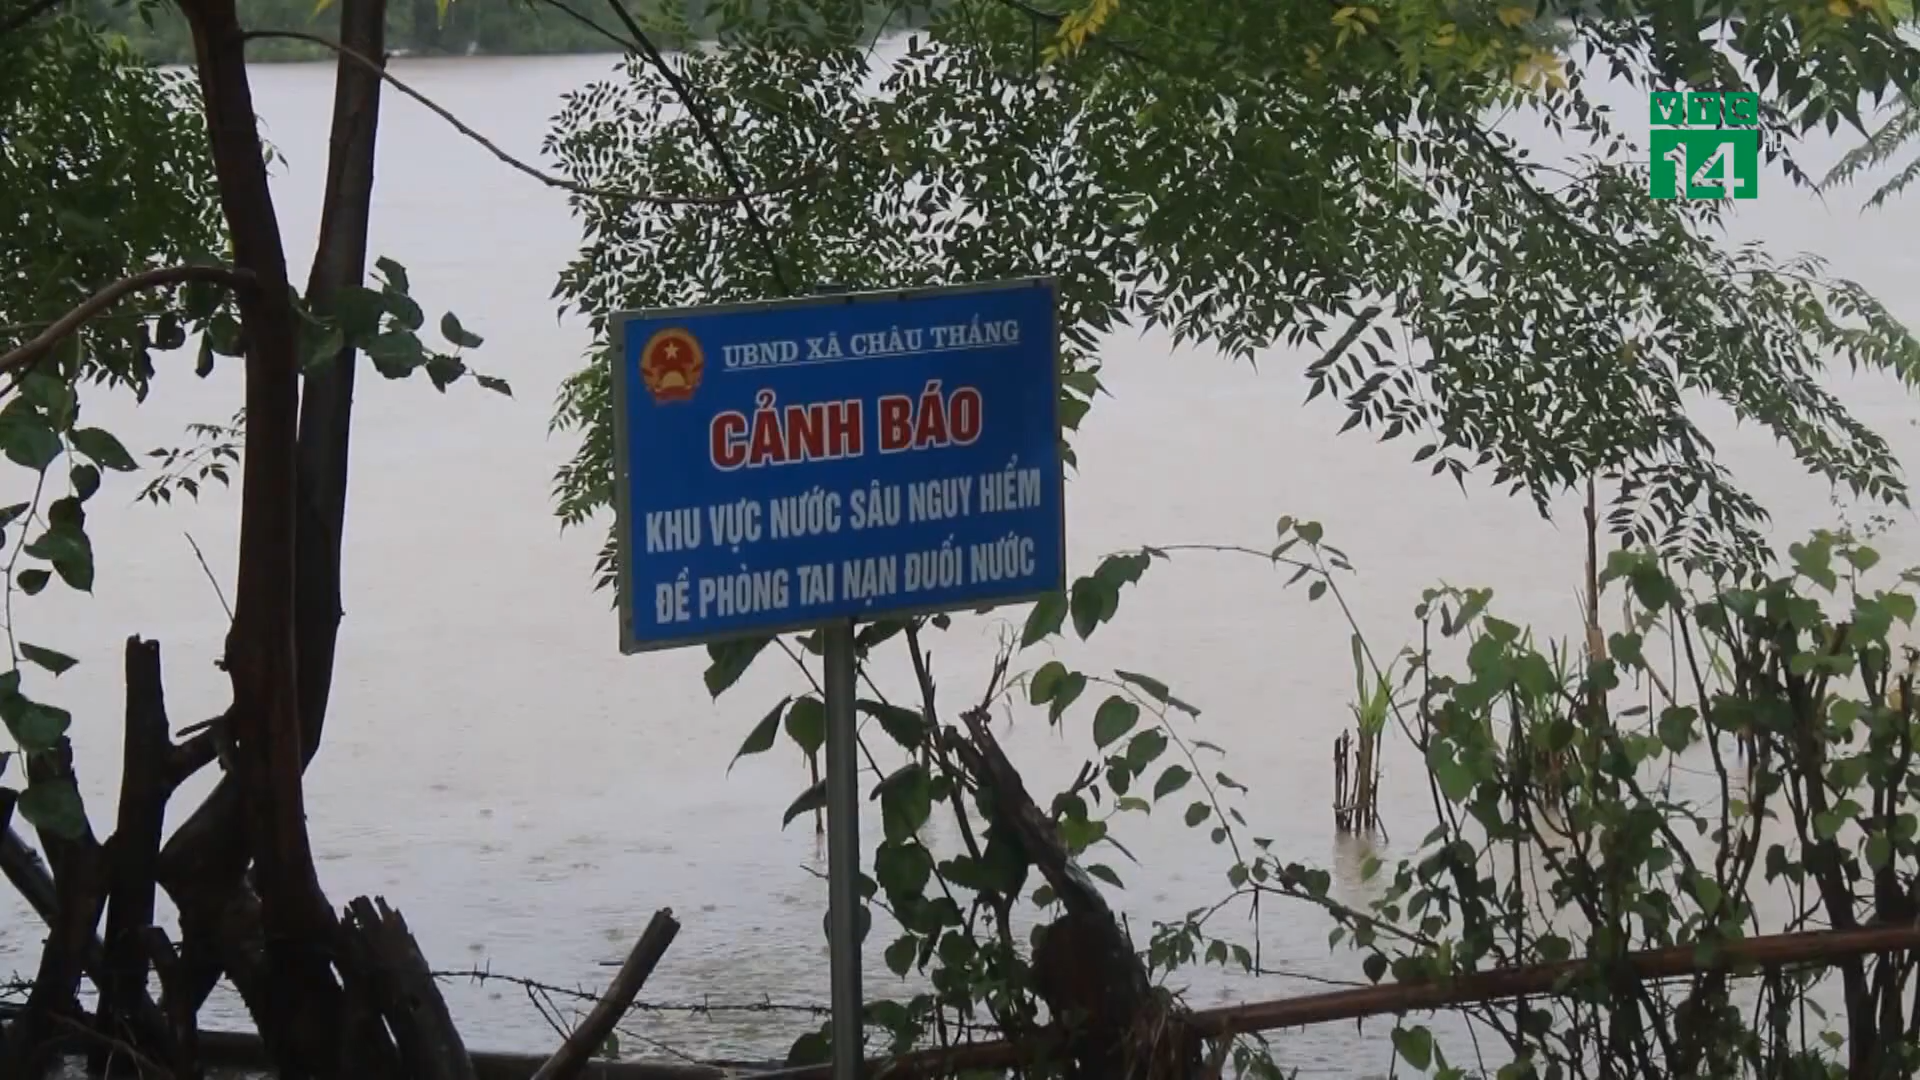 VTC
14
HD
UBND XÃ CHÂU THẮNG
CẢNH BÁO
KHU VỰC NƯỚC SÂU NGUY HIỂM
ĐỀ PHÒNG TAI NẠN ĐUỐI NƯỚC